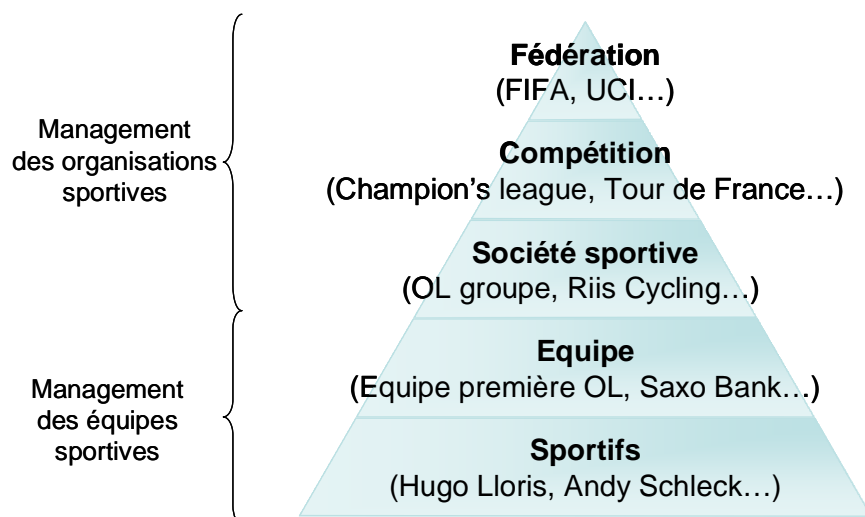 Fédération
(FIFA, UCI…)
Management
des organisations
sportives
Compétition
(Champion's league, Tour de France…)
Société sportive
(OL groupe, Riis Cycling…)
Equipe
(Equipe première OL, Saxo Bank…)
Management
des équipes
sportives
Sportifs
(Hugo Lloris, Andy Schleck…)